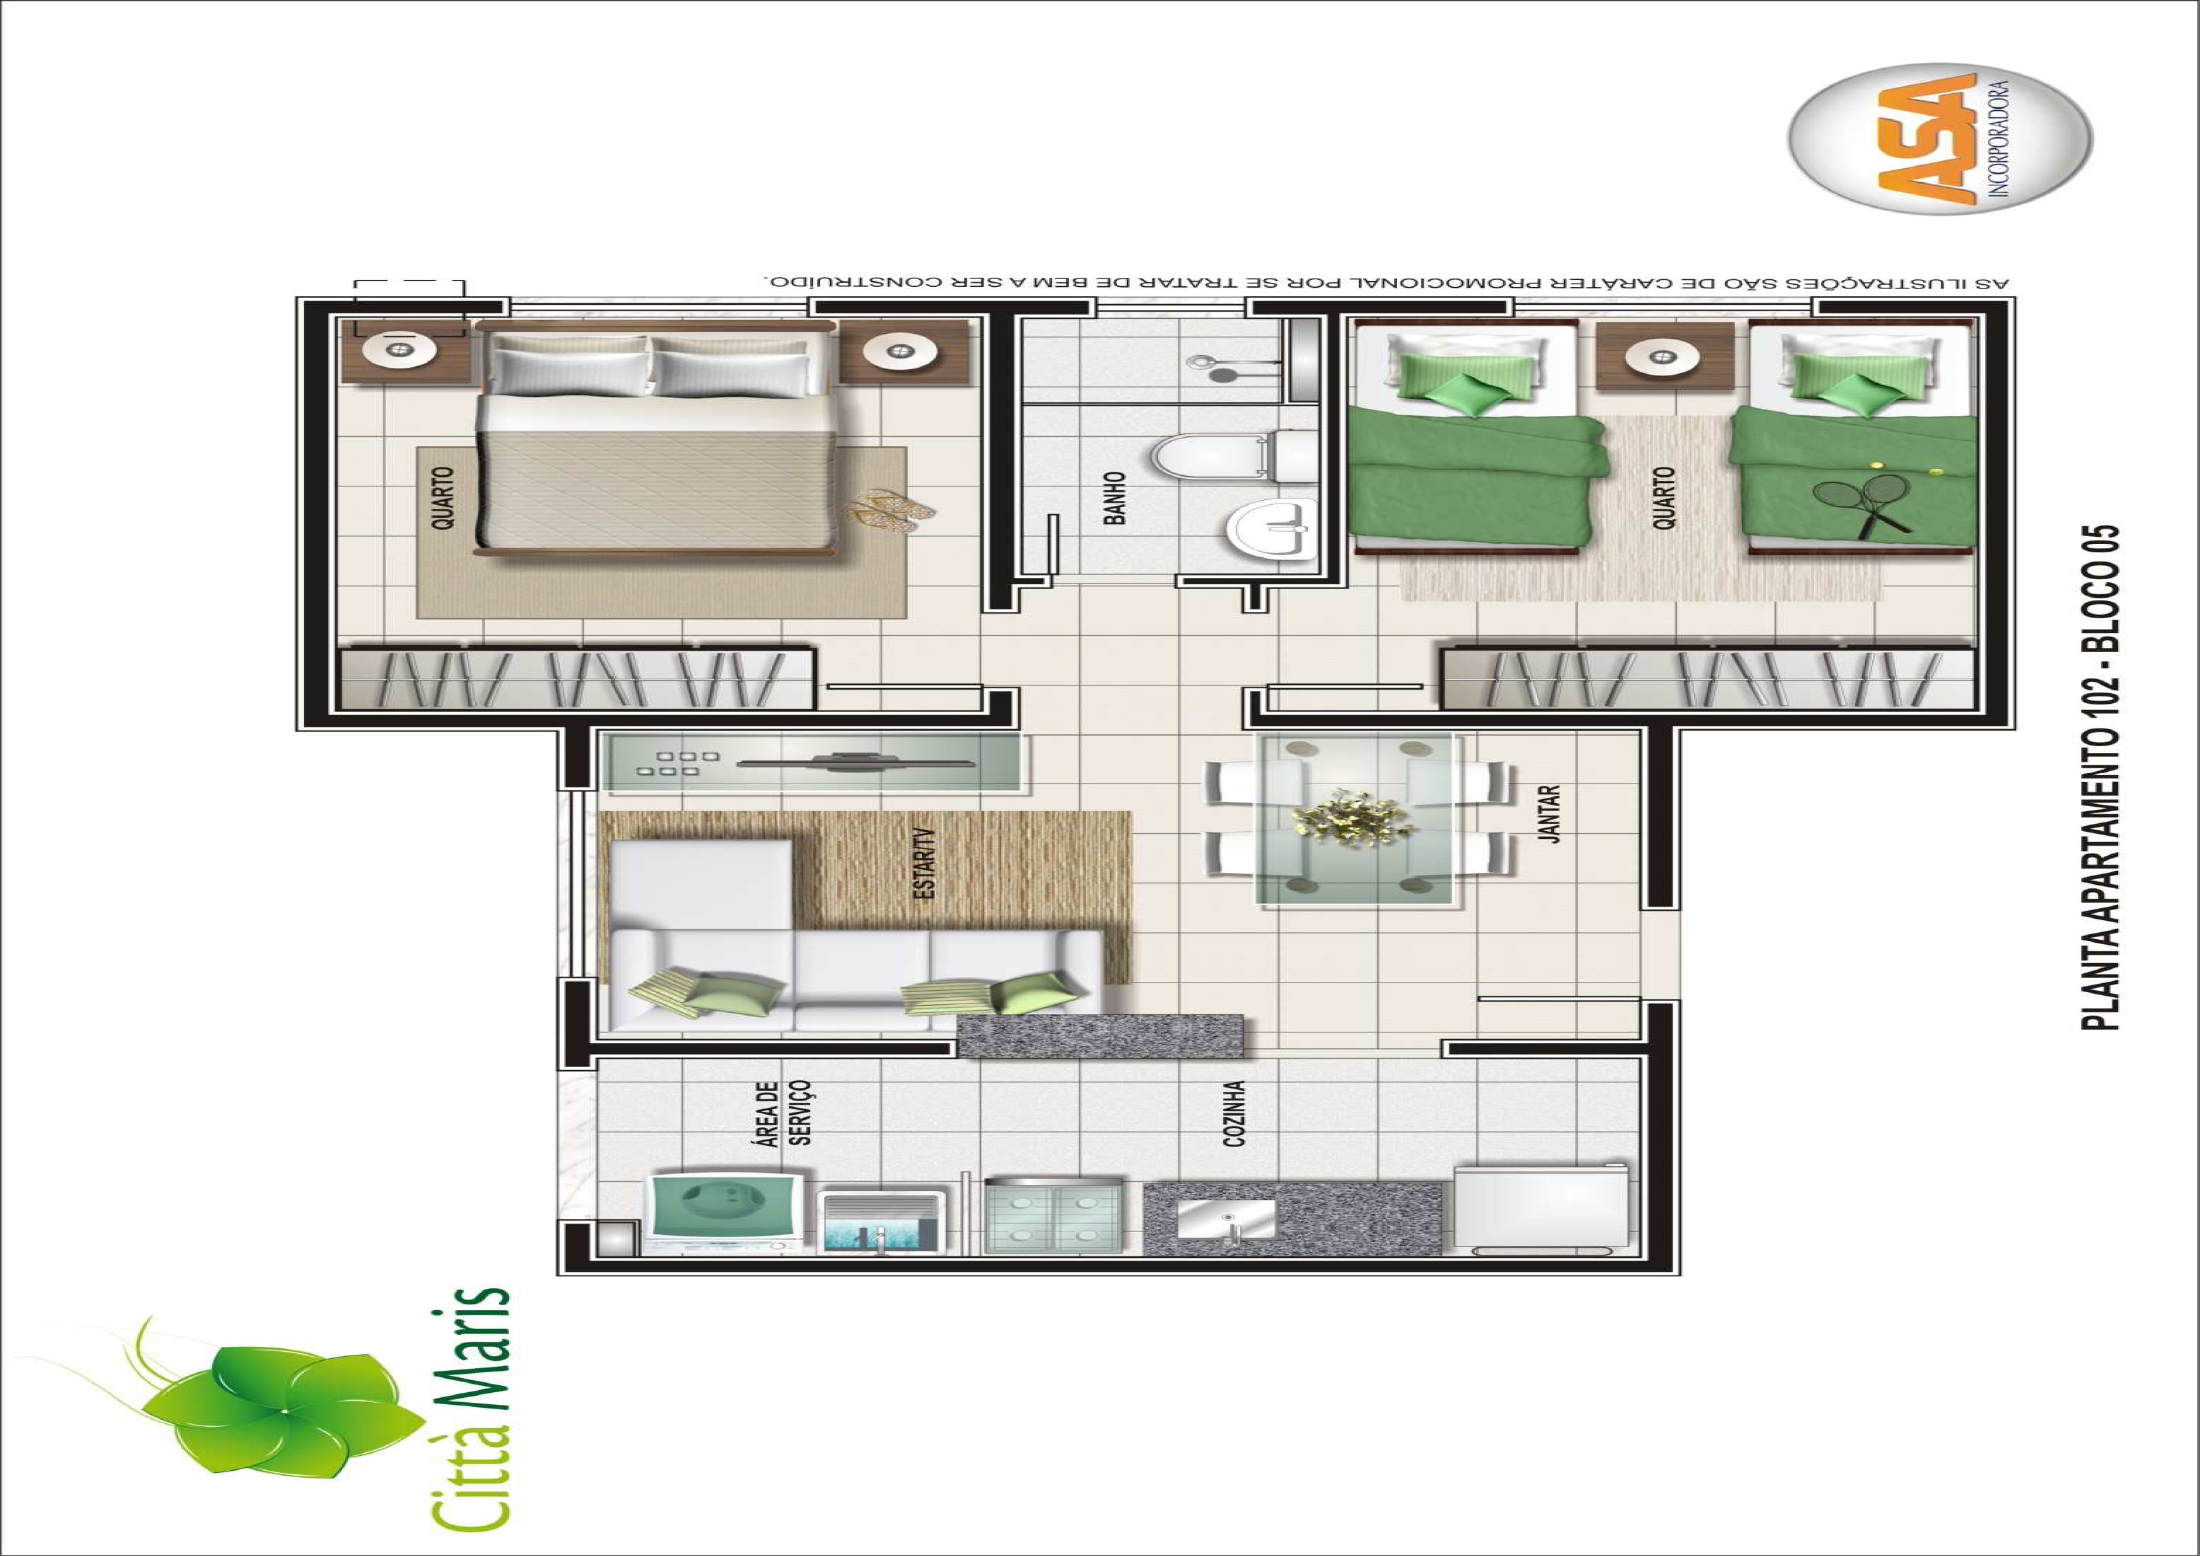 ASA
INCORPORADORA
AS ILUSTRAÇÕES SÃO DE CARÁTER PROMOCIONAL POR SE TRATAR DE BEM A SER CONSTRUÍDO.
QUARTO
BANHO
QUARTO
ESTAR/TV
JANTAR
ÁREA DE
SERVIÇO
COZINHA
PLANTA APARTAMENTO 102 - BLOCO 05
Città Maris